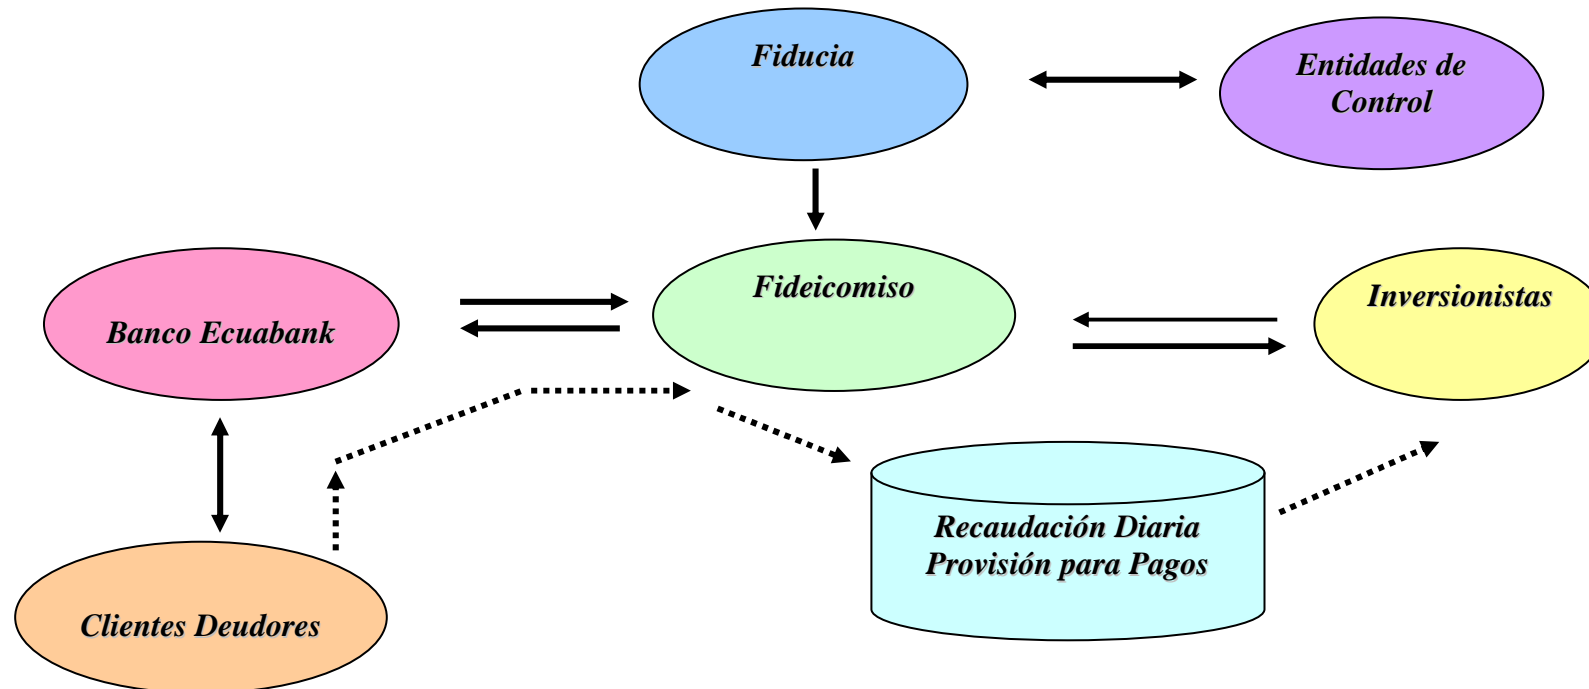 Fiducia
Entidades de
Control
Fideicomiso
Inversionistas
Banco Ecuabank
Recaudación Diaria
Provisión para Pagos
Clientes Deudores